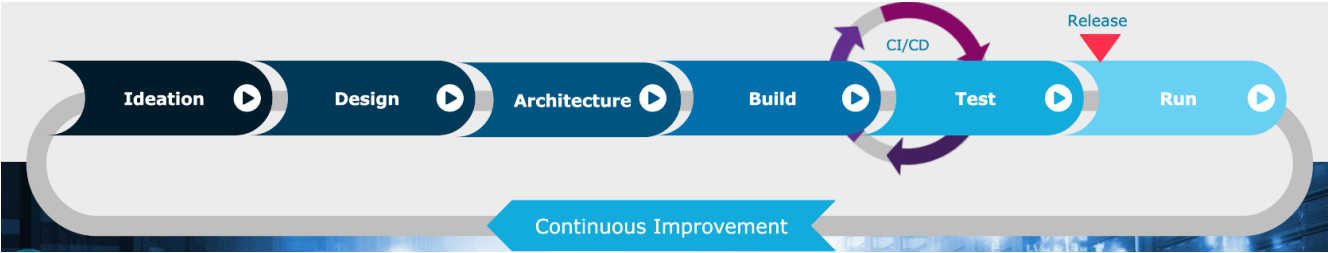 Release
CI/CD
Ideation
Design
Architecture
Build
Test
Run
Continuous Improvement